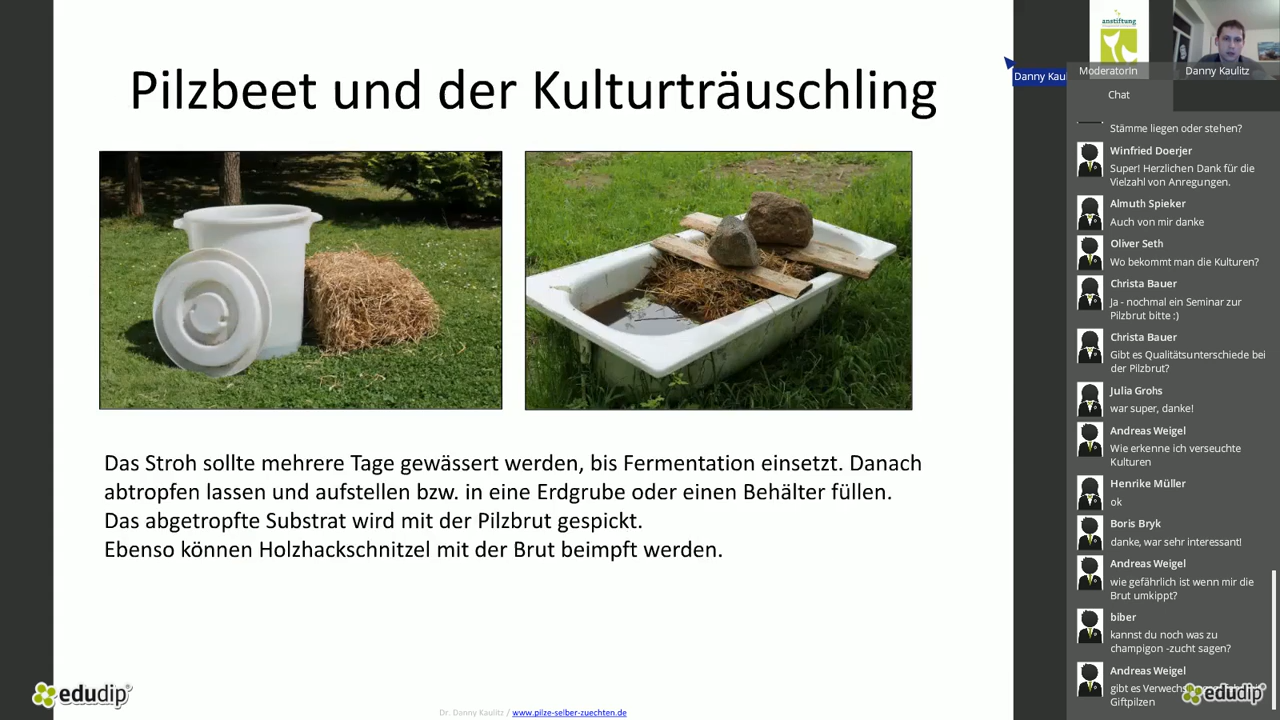 Pilzbeet und der Kulturträuschling
Das Stroh sollte mehrere Tage gewässert werden, bis Fermentation einsetzt. Danach
abtropfen lassen und aufstellen bzw. in eine Erdgrube oder einen Behälter füllen.
Das abgetropfte Substrat wird mit der Pilzbrut gespickt.
Ebenso können Holzhackschnitzel mit der Brut beimpft werden.
edudip
Dr. Danny Kaulitz / www.pilze-selber-zuechten.de
anstiftung
Danny Kaul
ModeratorIn
Danny Kaulitz
Chat
Stämme liegen oder stehen?
Winfried Doerjer
Super! Herzlichen Dank für die
Vielzahl von Anregungen.
Almuth Spieker
Auch von mir danke
Oliver Seth
Wo bekommt man die Kulturen?
Christa Bauer
Ja - nochmal ein Seminar zur
Pilzbrut bitte :)
Christa Bauer
Gibt es Qualitätsunterschiede bei
der Pilzbrut?
Julia Grohs
war super, danke!
Andreas Weigel
Wie erkenne ich verseuchte
Kulturen
Henrike Müller
ok
Boris Bryk
danke, war sehr interessant!
Andreas Weigel
wie gefährlich ist wenn mir die
Brut umkippt?
biber
kannst du noch was zu
champigon -zucht sagen?
Andreas Weigel
gibt es
Giftpilzen
edudip